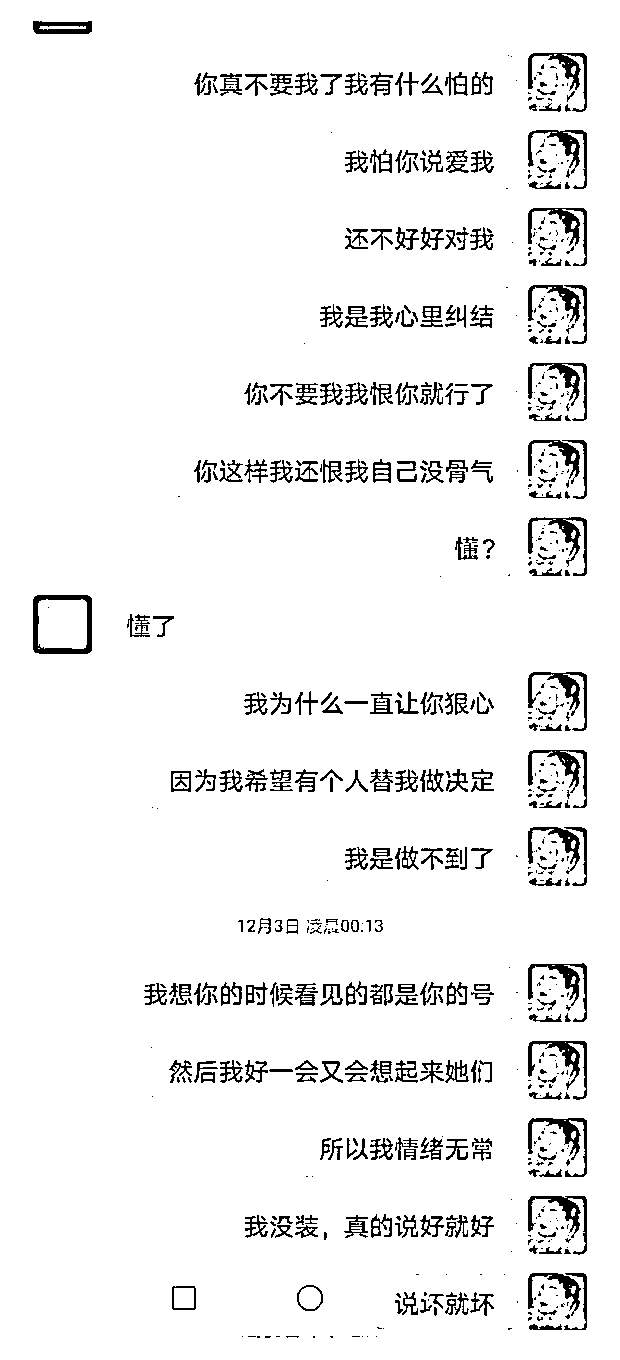 你真不要我了我有什么怕的
我怕你说爱我
还不好好对我
我是我心里纠结
你不要我我恨你就行了
你这样我还恨我自己没骨气
懂？
懂了
我为什么一直让你狠心
因为我希望有个人替我做决定
我是做不到了
12月3日 凌晨00:13
我想你的时候看见的都是你的号
然后我好一会又会想起来她们
所以我情绪无常
我没装，真的说好就好
说坏就坏